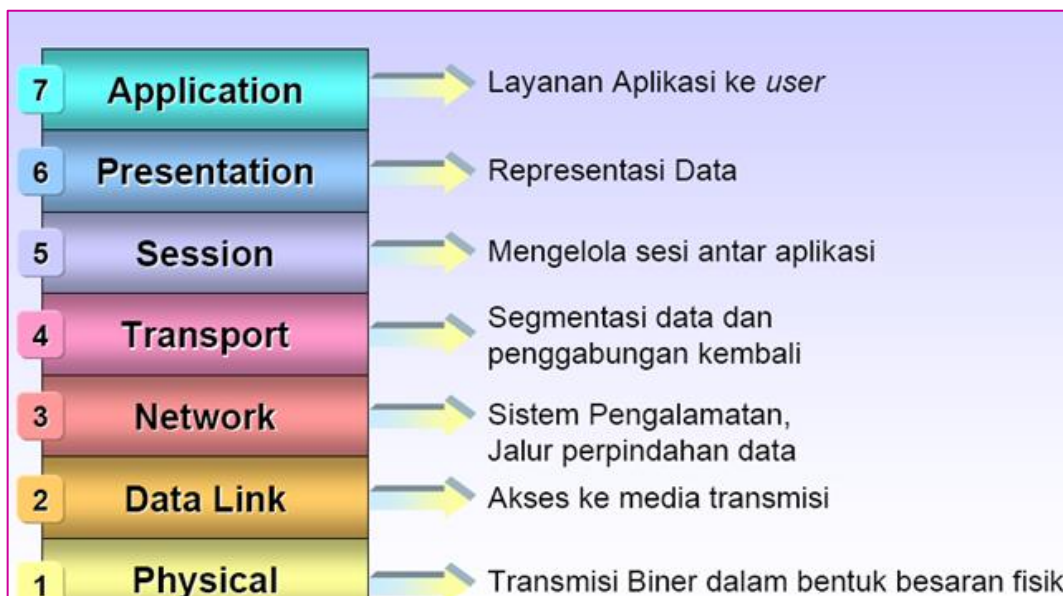 7 Application Layanan Aplikasi ke user
6 Presentation Representasi Data
5 Session Mengelola sesi antar aplikasi
4 Transport Segmentasi data dan
penggabungan kembali
3 Network Sistem Pengalamatan,
Jalur perpindahan data
2 Data Link Akses ke media transmisi
1 Physical Transmisi Biner dalam bentuk besaran fisik